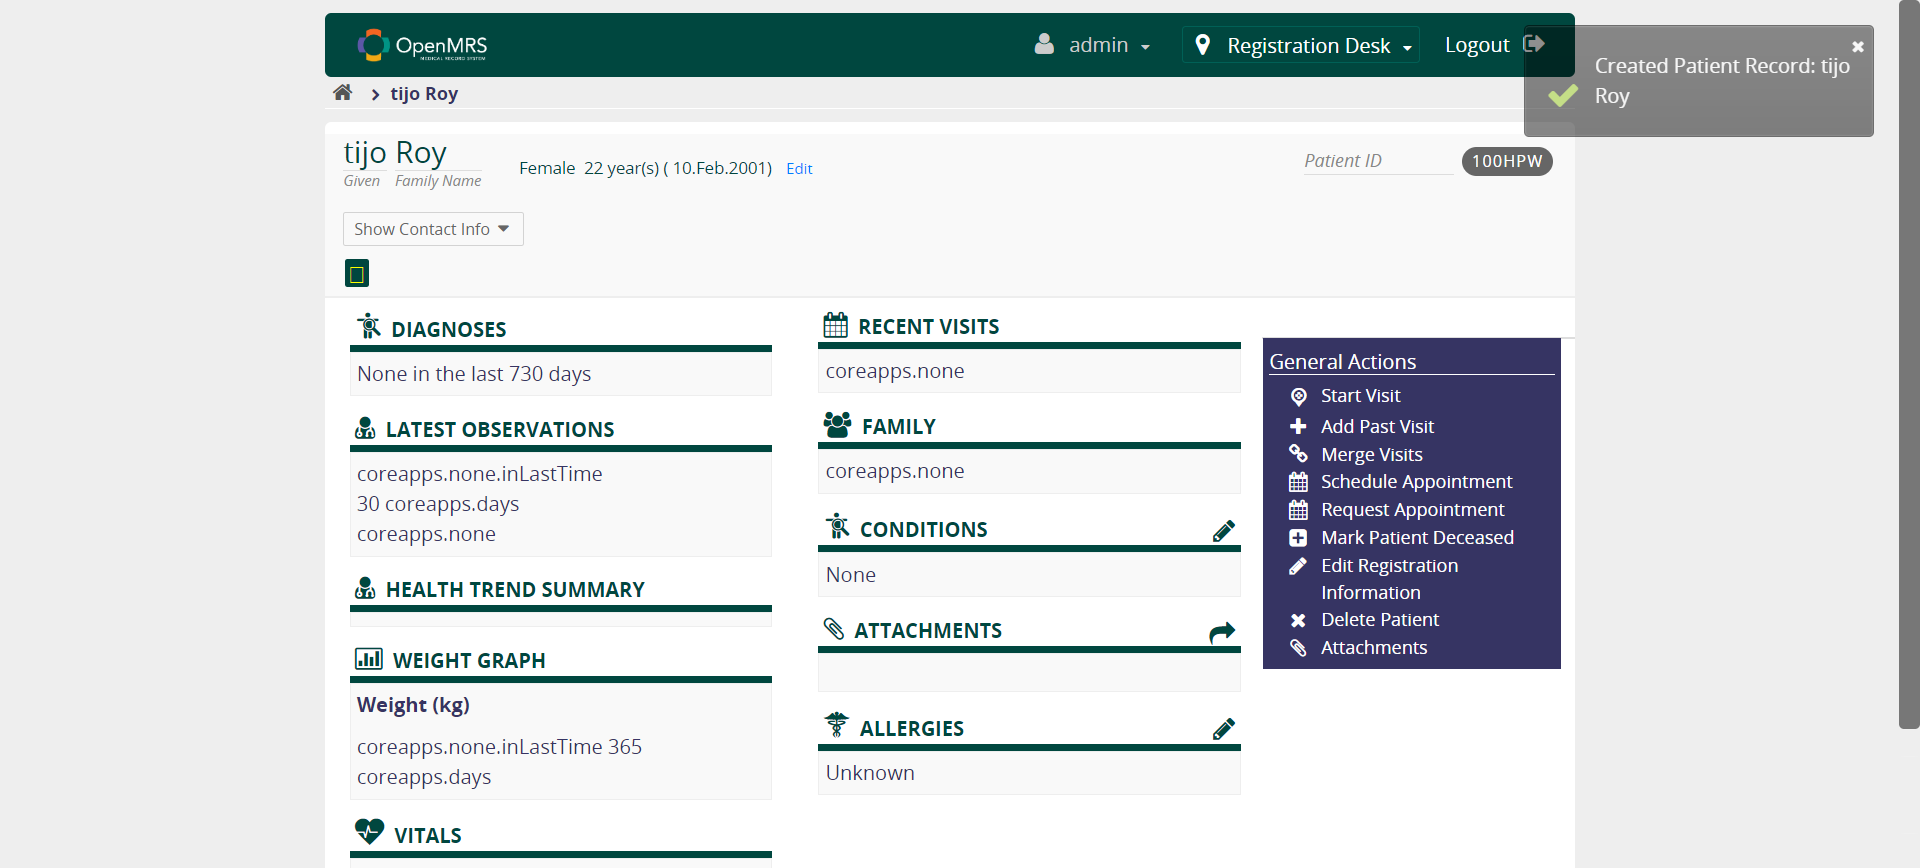 OpenMRS
MEDICAL RECORD SYSTEM
admin
Registration Desk
Logout
Created Patient Record: tijo
Roy
tijo Roy
tijo Roy
Given Family Name
Female 22 year(s) ( 10.Feb.2001) Edit
Patient ID 100HPW
Show Contact Info
DIAGNOSES
None in the last 730 days
LATEST OBSERVATIONS
coreapps.none.inLastTime
30 coreapps.days
coreapps.none
HEALTH TREND SUMMARY
WEIGHT GRAPH
Weight (kg)
coreapps.none.inLastTime 365
coreapps.days
VITALS
RECENT VISITS
coreapps.none
FAMILY
coreapps.none
CONDITIONS
None
ATTACHMENTS
ALLERGIES
Unknown
General Actions
Start Visit
Add Past Visit
Merge Visits
Schedule Appointment
Request Appointment
Mark Patient Deceased
Edit Registration
Information
Delete Patient
Attachments